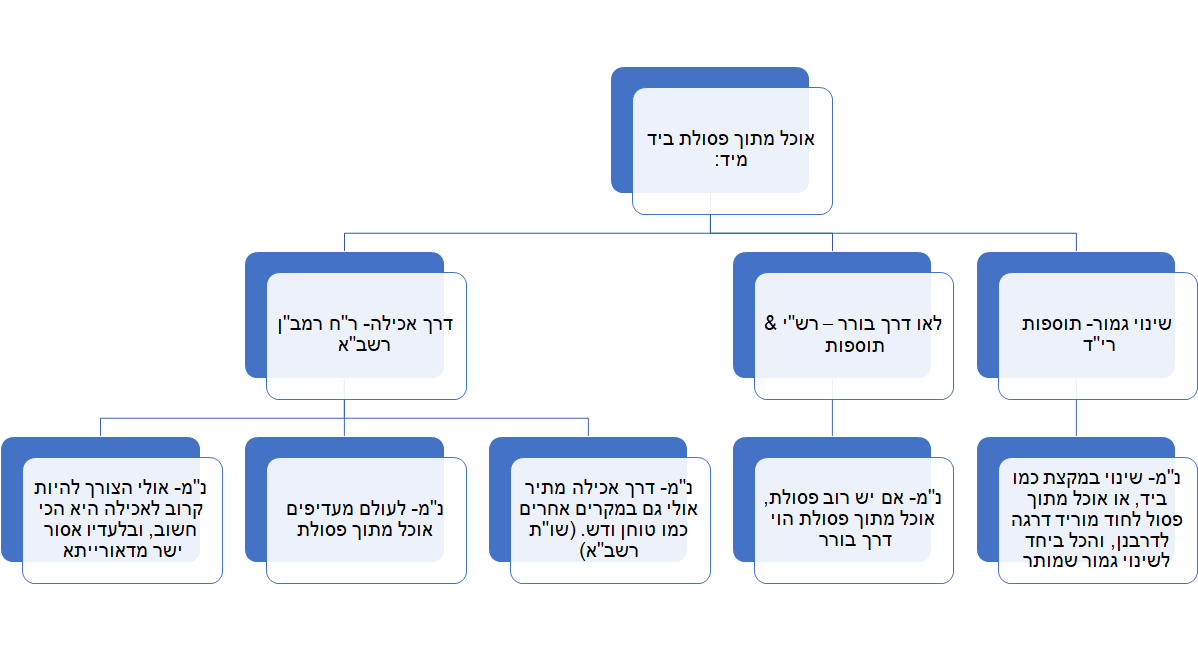 אוכל מתוך פסולת ביד
מיד:
שינוי גמור- תוספות
רי"ד
לאו דרך בורר – רש"י &
תוספות
דרך אכילה- ר"ח רמב"ן
רשב"א
נ"מ- שינוי במקצת כמו
ביד, או אוכל מתוך
פסול לחוד מוריד דרגה
לדרבנן, והכל ביחד
לשינוי גמור שמותר
נ"מ- אם יש רוב פסולת,
אוכל מתוך פסולת הוי
דרך בורר
נ"מ- דרך אכילה מתיר
אולי גם במקרים אחרים
כמו טוחן ודש. (שו"ת
רשב"א)
נ"מ- לעולם מעדיפים
אוכל מתוך פסולת
נ"מ- אולי הצורך להיות
קרוב לאכילה היא הכי
חשוב, ובלעדיו אסור
ישר מדאורייתא